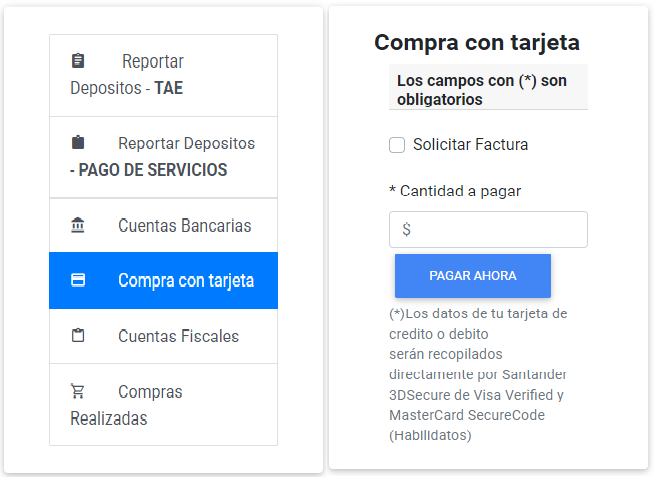 Reportar
Depositos - TAE
Reportar Depositos
- PAGO DE SERVICIOS
Cuentas Bancarias
Compra con tarjeta
Cuentas Fiscales
Compras
Realizadas
Compra con tarjeta
Los campos con (*) son
obligatorios
Solicitar Factura
* Cantidad a pagar
$
PAGAR AHORA
(*)Los datos de tu tarjeta de
credito o debito
serán recopilados
directamente por Santander
3DSecure de Visa Verified y
MasterCard SecureCode
(Habilidatos)